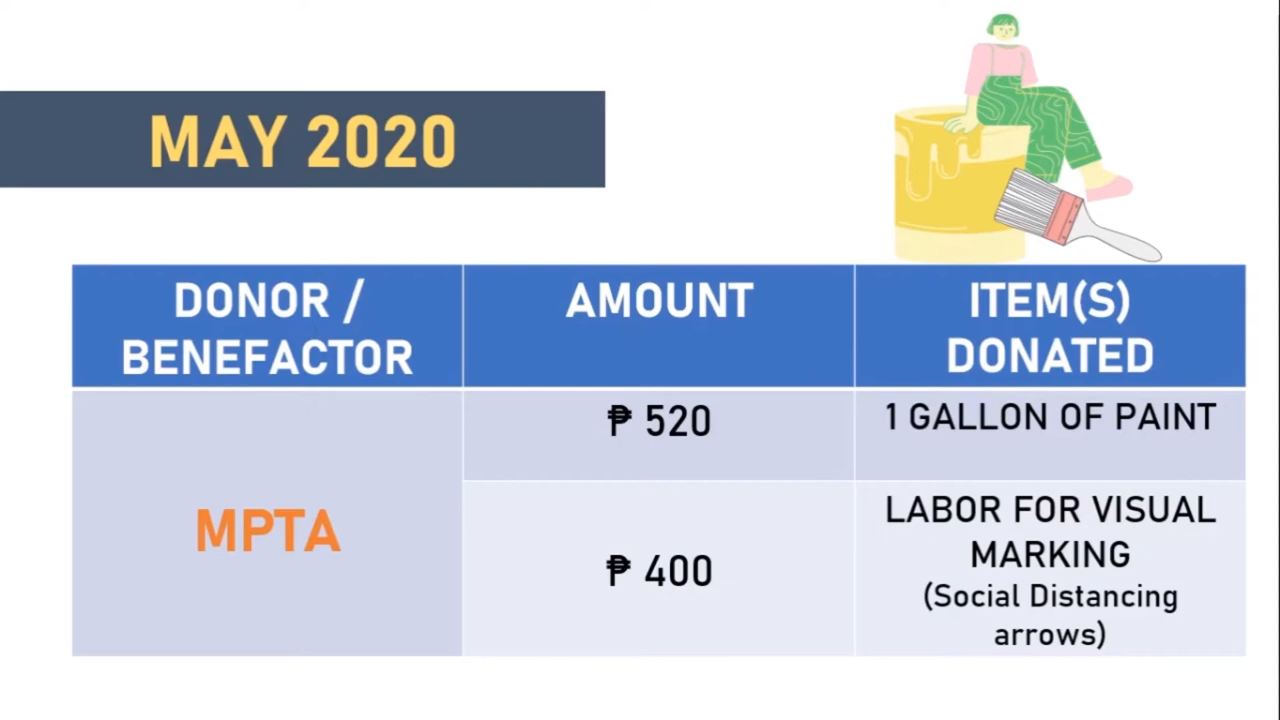 MAY 2020
DONOR /
BENEFACTOR
AMOUNT
ITEM(S)
DONATED
MPTA
₱ 520
1 GALLON OF PAINT
₱ 400
LABOR FOR VISUAL
MARKING
(Social Distancing
arrows)